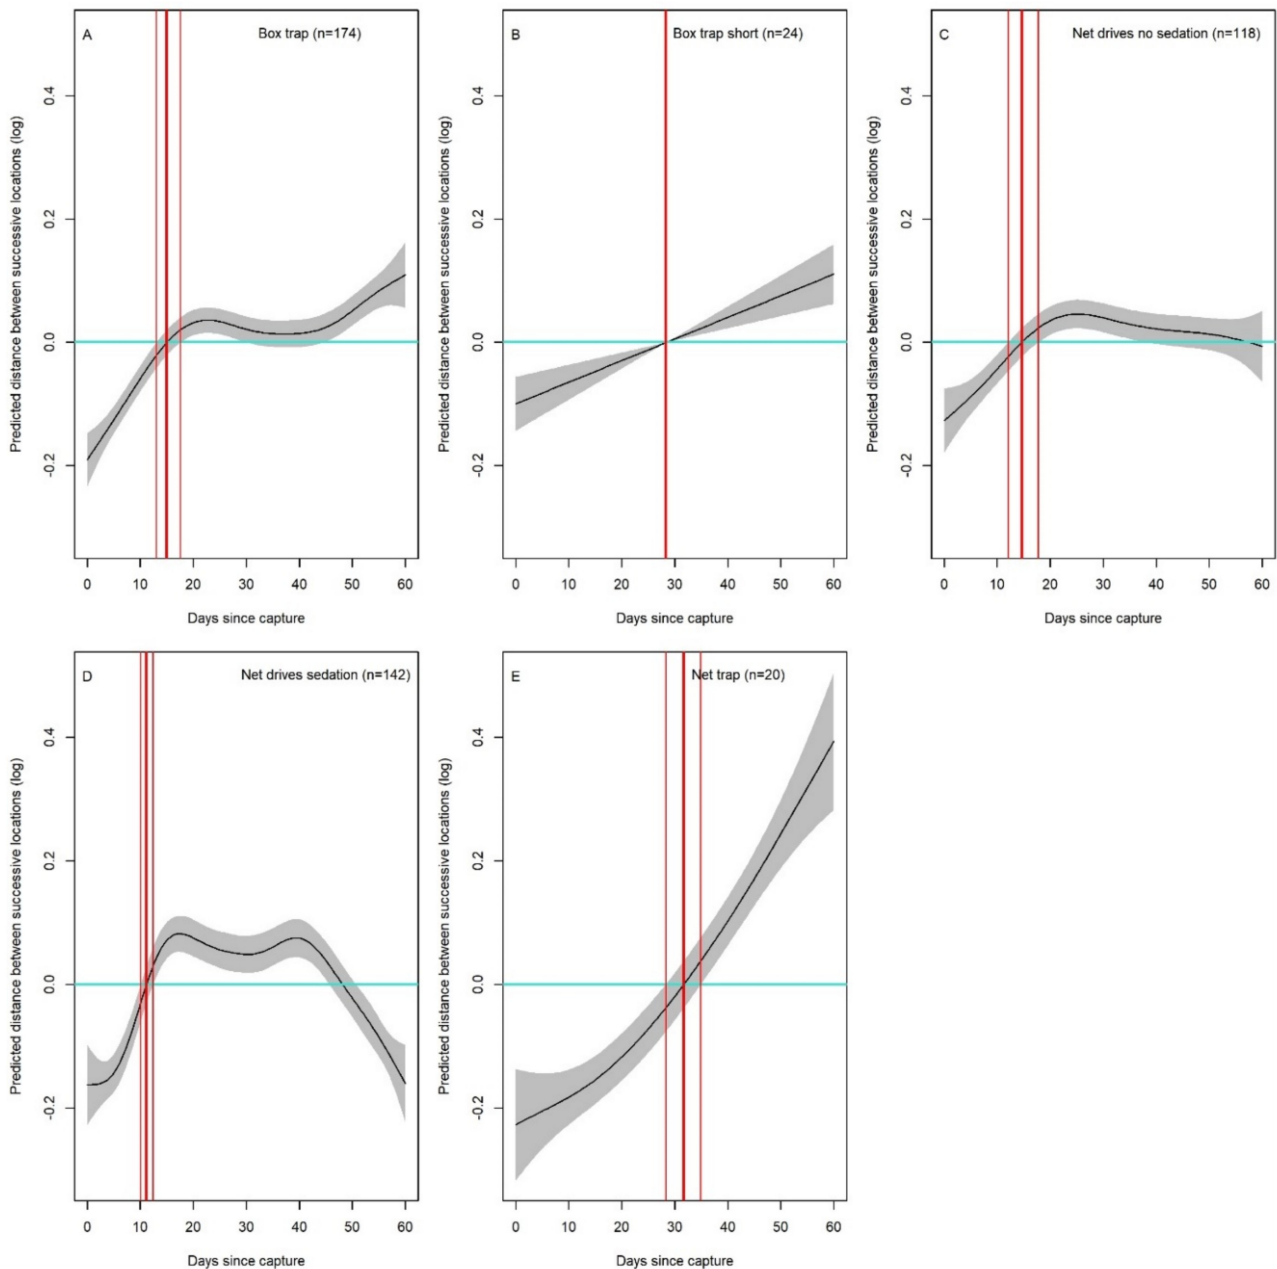 A
Box trap (n=174)
Predicted distance between successive locations (log)
0.4
0.2
0.0
-0.2
0 10 20 30 40 50 60
Days since capture
B
Box trap short (n=24)
Predicted distance between successive locations (log)
0.4
0.2
0.0
-0.2
0 10 20 30 40 50 60
Days since capture
C
Net drives no sedation (n=118)
Predicted distance between successive locations (log)
0.4
0.2
0.0
-0.2
0 10 20 30 40 50 60
Days since capture
D
Net drives sedation (n=142)
Predicted distance between successive locations (log)
0.4
0.2
0.0
-0.2
0 10 20 30 40 50 60
Days since capture
E
Net trap (n=20)
Predicted distance between successive locations (log)
0.4
0.2
0.0
-0.2
0 10 20 30 40 50 60
Days since capture